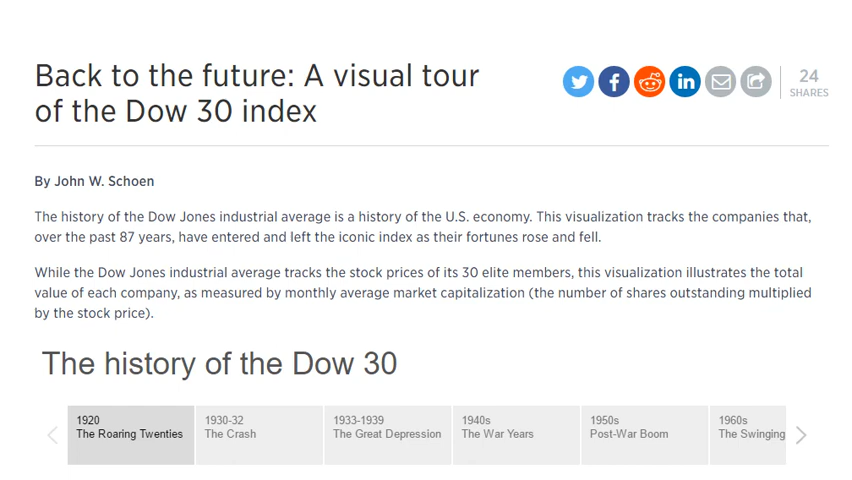 Back to the future: A visual tour
of the Dow 30 index
24
SHARES
By John W. Schoen
The history of the Dow Jones industrial average is a history of the U.S. economy. This visualization tracks the companies that,
over the past 87 years, have entered and left the iconic index as their fortunes rose and fell.
While the Dow Jones industrial average tracks the stock prices of its 30 elite members, this visualization illustrates the total
value of each company, as measured by monthly average market capitalization (the number of shares outstanding multiplied
by the stock price).
The history of the Dow 30
1920
The Roaring Twenties
1930-32
The Crash
1933-1939
The Great Depression
1940s
The War Years
1950s
Post-War Boom
1960s
The Swinging